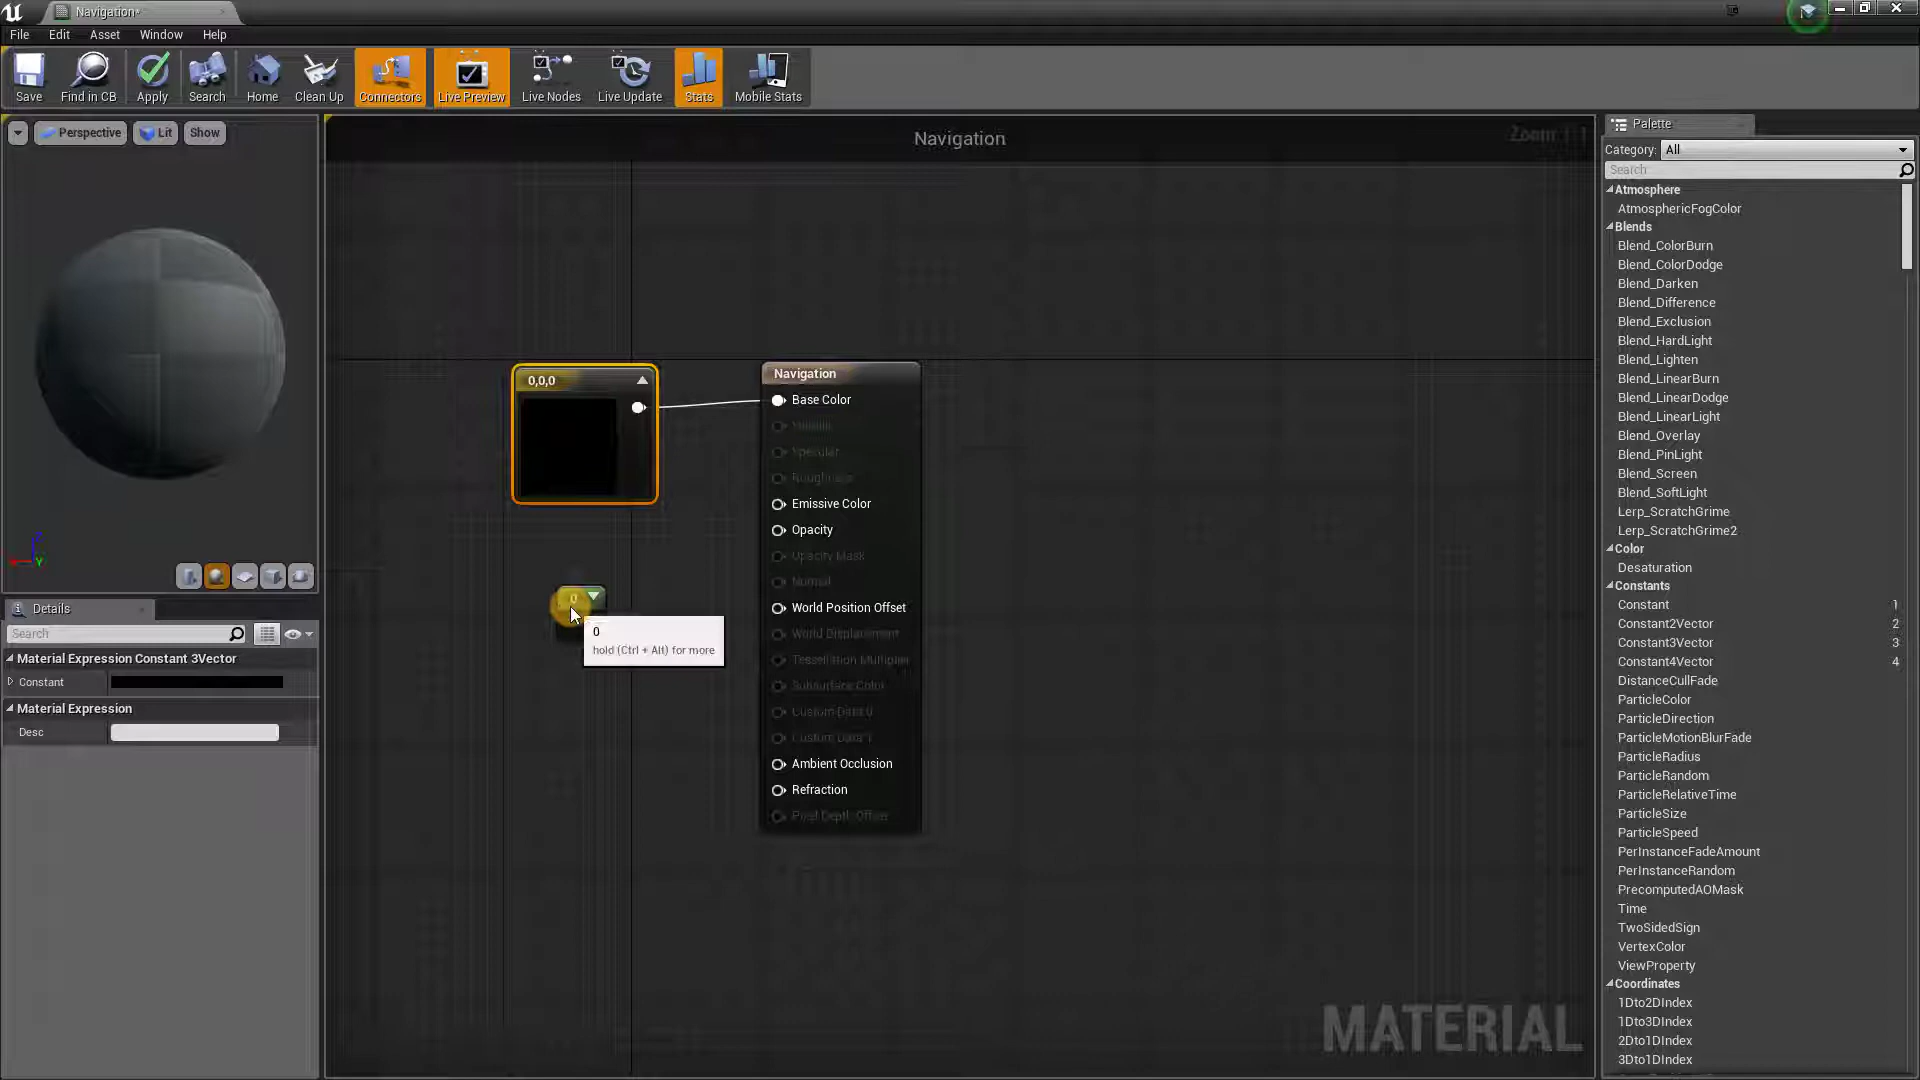 Navigation*
File Edit Asset Window Help
Save Find in CB Apply Search Home Clean Up Connectors Live Preview Live Nodes Live Update Stats Mobile Stats
Perspective Lit Show
Navigation
Zoom 1:1
Palette
Category: All
Search
Atmosphere
AtmosphericFogColor
Blends
Blend_ColorBurn
Blend_ColorDodge
Blend_Darken
Blend_Difference
Blend_Exclusion
Blend_HardLight
Blend_Lighten
Blend_LinearBurn
Blend_LinearDodge
Blend_LinearLight
Blend_Overlay
Blend_PinLight
Blend_Screen
Blend_SoftLight
Lerp_ScratchGrime
Lerp_ScratchGrime2
Color
Desaturation
Constants
Constant 1
Constant2Vector 2
Constant3Vector 3
Constant4Vector 4
DistanceCullFade
ParticleColor
ParticleDirection
ParticleMotionBlurFade
ParticleRadius
ParticleRandom
ParticleRelativeTime
ParticleSize
ParticleSpeed
PerInstanceFadeAmount
PerInstanceRandom
PrecomputedAOMask
Time
TwoSidedSign
VertexColor
ViewProperty
Coordinates
1Dto2DIndex
1Dto3DIndex
2Dto1DIndex
3Dto1DIndex
0,0,0
Navigation
Base Color
Metallic
Specular
Roughness
Emissive Color
Opacity
Opacity Mask
Normal
World Position Offset
World Displacement
Tessellation Multiplier
Subsurface Color
Custom Data 0
Custom Data 1
Ambient Occlusion
Refraction
Pixel Depth Offset
0
0
hold (Ctrl + Alt) for more
Z
Y
Details
Search
Material Expression Constant 3Vector
Constant
Material Expression
Desc
MATERIAL